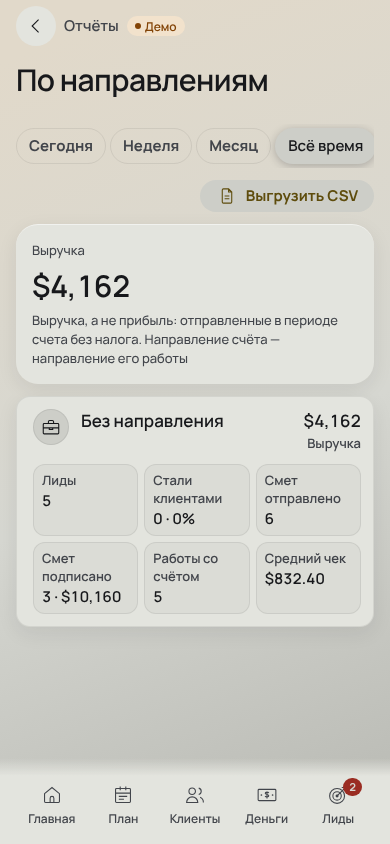 Отчёты
Демо
По направлениям
Сегодня
Неделя
Месяц
Всё время
Выгрузить CSV
Выручка
$4,162
Выручка, а не прибыль: отправленные в периоде
счета без налога. Направление счёта —
направление его работы
Без направления
$4,162
Выручка
Лиды
5
Стали
клиентами
0 · 0%
Смет
отправлено
6
Смет
подписано
3 · $10,160
Работы со
счётом
5
Средний чек
$832.40
2
Главная
План
Клиенты
Деньги
Лиды